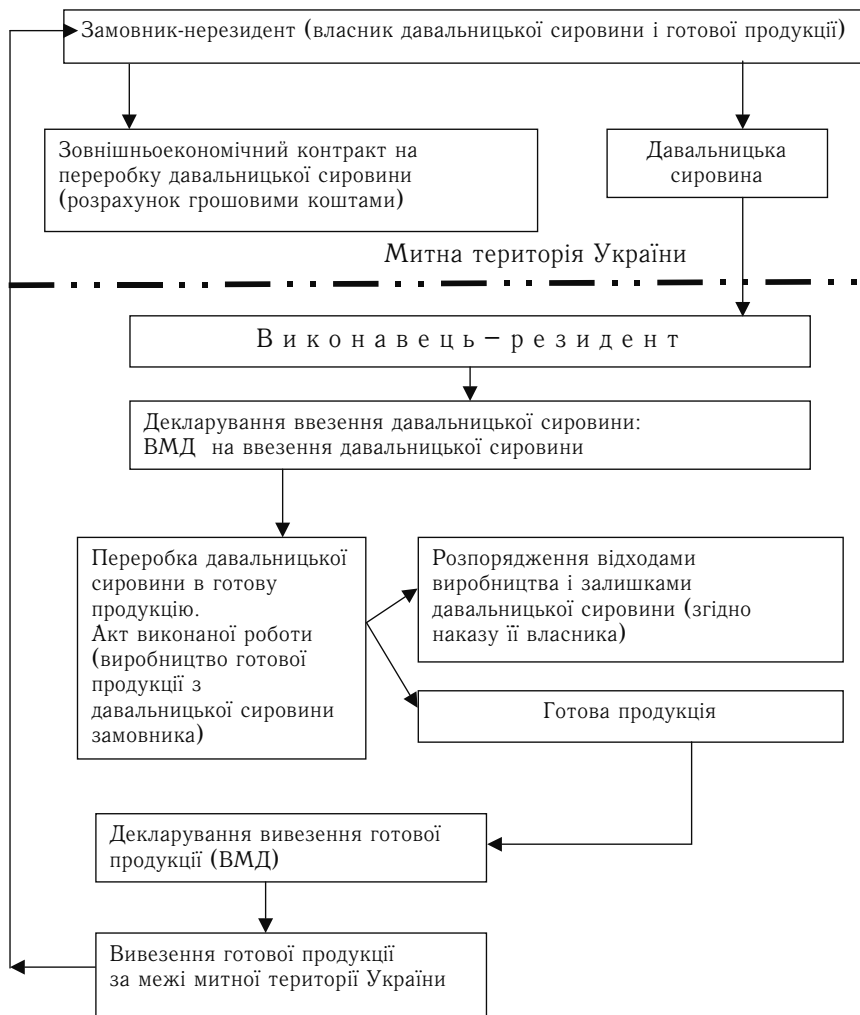 Замовник-нерезидент (власник давальницької сировини і готової продукції)
Зовнішньоекономічний контракт на
переробку давальницької сировини
(розрахунок грошовими коштами)
Давальницька
сировина
Митна територія України
Виконавець – резидент
Декларування ввезення давальницької сировини:
ВМД на ввезення давальницької сировини
Переробка давальницької
сировини в готову
продукцію.
Акт виконаної роботи
(виробництво готової
продукції з
давальницької сировини
замовника)
Розпорядження відходами
виробництва і залишками
давальницької сировини (згідно
наказу її власника)
Готова продукція
Декларування вивезення готової
продукції (ВМД)
Вивезення готової продукції
за межі митної території України